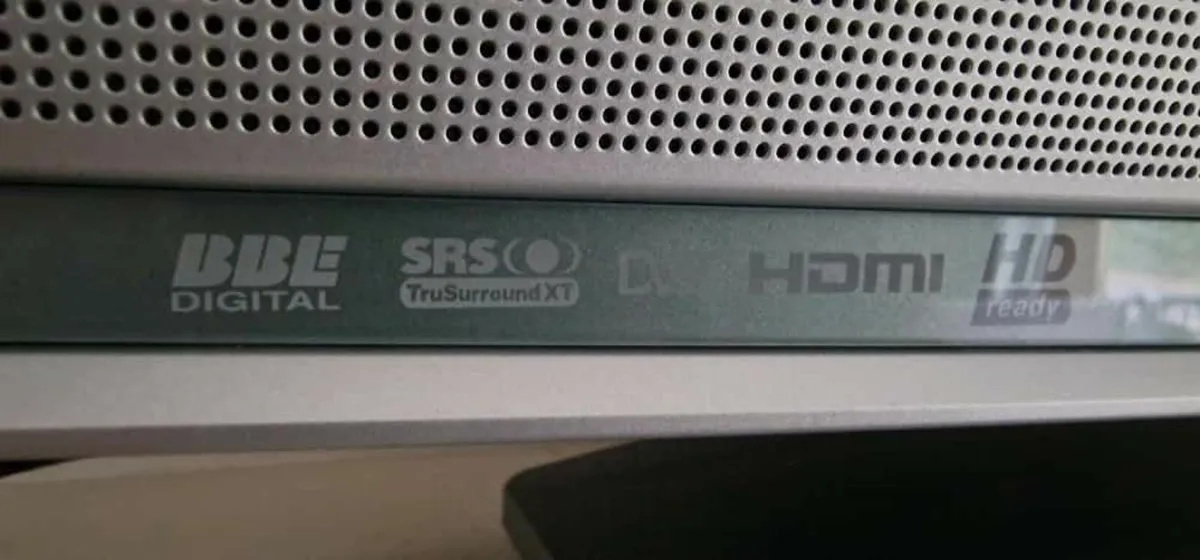 BBE
DIGITAL
SRS
TruSurround XT
HDMI
HD
ready